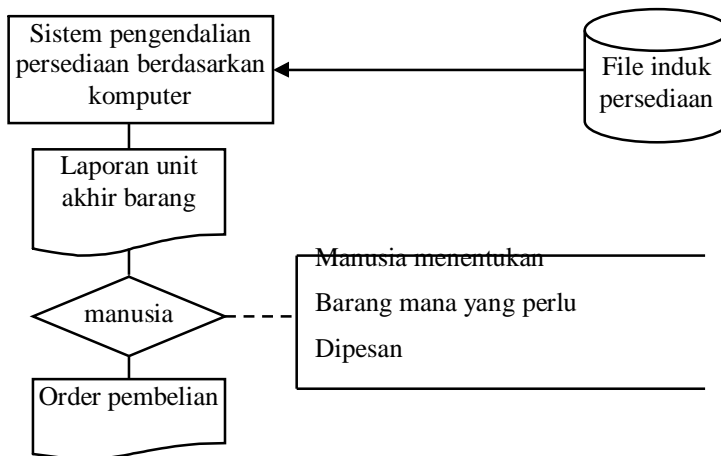 Sistem pengendalian
persediaan berdasarkan
komputer
File induk
persediaan
Laporan unit
akhir barang
manusia
Manusia menentukan
Barang mana yang perlu
Dipesan
Order pembelian